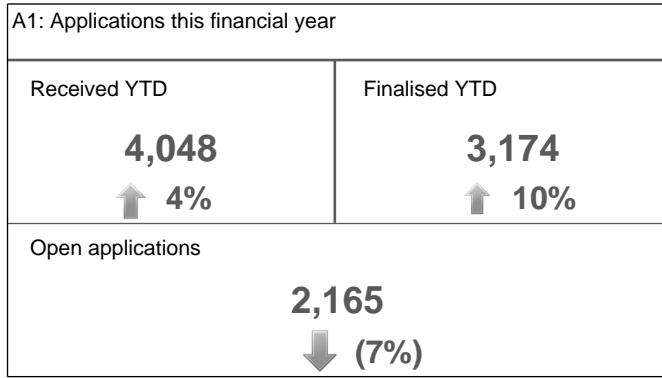 A1: Applications this financial year
Received YTD
4,048
4%
Finalised YTD
3,174
10%
Open applications
2,165
(7%)